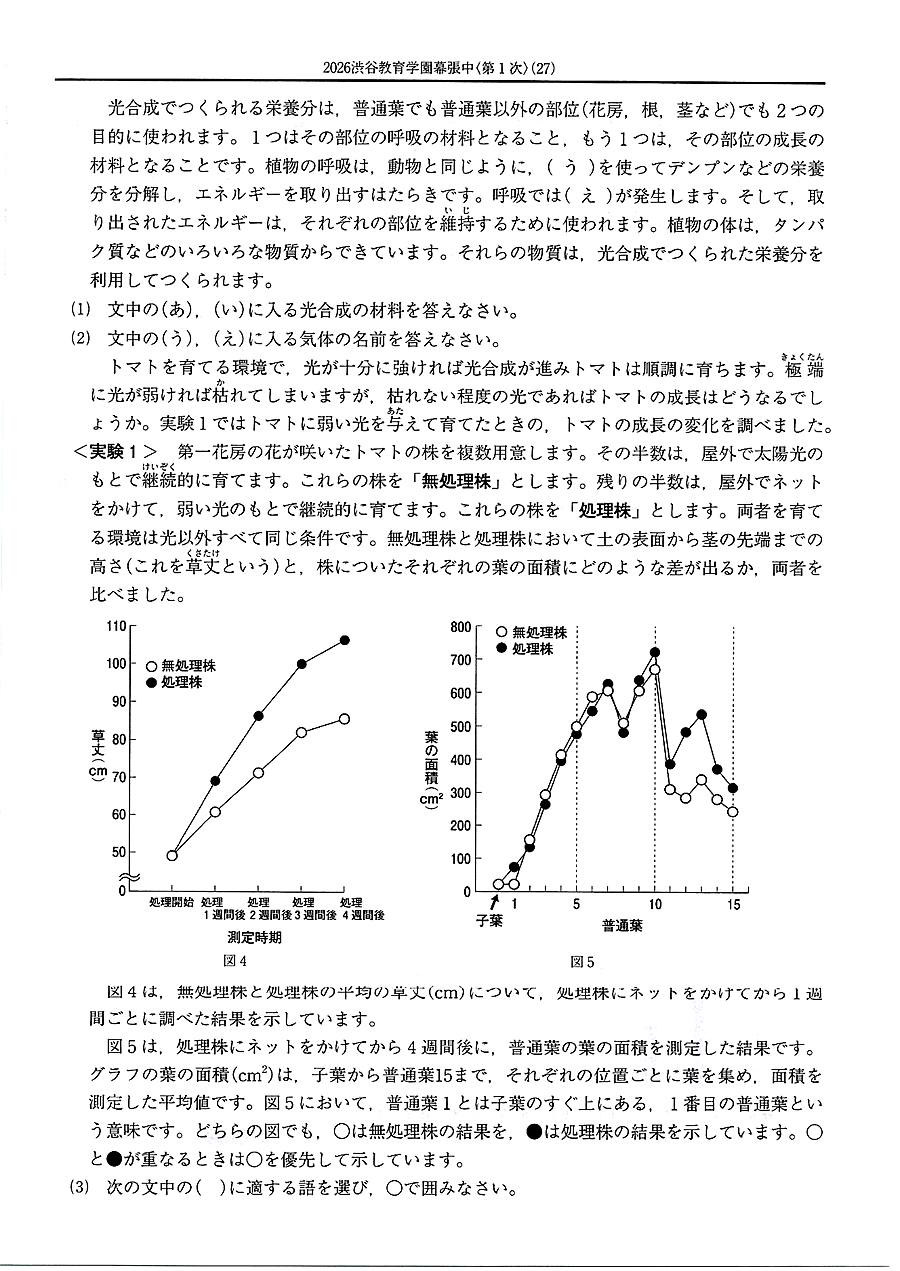 2026渋谷教育学園幕張中〈第1次〉(27)
光合成でつくられる栄養分は，普通葉でも普通葉以外の部位(花房，根，茎など)でも2つの
目的に使われます。1つはその部位の呼吸の材料となること，もう1つは，その部位の成長の
材料となることです。植物の呼吸は，動物と同じように，( う )を使ってデンプンなどの栄養
分を分解し，エネルギーを取り出すはたらきです。呼吸では( え )が発生します。そして，取
り出されたエネルギーは，それぞれの部位を維持するために使われます。植物の体は，タンパ
ク質などのいろいろな物質からできています。それらの物質は，光合成でつくられた栄養分を
利用してつくられます。
(1) 文中の(あ)，(い)に入る光合成の材料を答えなさい。
(2) 文中の(う)，(え)に入る気体の名前を答えなさい。
トマトを育てる環境で，光が十分に強ければ光合成が進みトマトは順調に育ちます。極端
に光が弱ければ枯れてしまいますが，枯れない程度の光であればトマトの成長はどうなるでし
ょうか。実験1ではトマトに弱い光を与えて育てたときの，トマトの成長の変化を調べました。
＜実験1＞ 第一花房の花が咲いたトマトの株を複数用意します。その半数は，屋外で太陽光の
もとで継続的に育てます。これらの株を「無処理株」とします。残りの半数は，屋外でネット
をかけて，弱い光のもとで継続的に育てます。これらの株を「処理株」とします。両者を育て
る環境は光以外すべて同じ条件です。無処理株と処理株において土の表面から茎の先端までの
高さ(これを草丈という)と，株についたそれぞれの葉の面積にどのような差が出るか，両者を
比べました。
110
100
90
80
70
60
50
0
草丈(cm)
○ 無処理株
● 処理株
処理開始 処理1週間後 処理2週間後 処理3週間後 処理4週間後
測定時期
図4
800
700
600
500
400
300
200
100
0
葉の面積(cm²)
○ 無処理株
● 処理株
子葉 1 5 10 15
普通葉
図5
図4は，無処理株と処理株の平均の草丈(cm)について，処理株にネットをかけてから1週
間ごとに調べた結果を示しています。
図5は，処理株にネットをかけてから4週間後に，普通葉の葉の面積を測定した結果です。
グラフの葉の面積(cm²)は，子葉から普通葉15まで，それぞれの位置ごとに葉を集め，面積を
測定した平均値です。図5において，普通葉1とは子葉のすぐ上にある，1番目の普通葉とい
う意味です。どちらの図でも，○は無処理株の結果を，●は処理株の結果を示しています。○
と●が重なるときは○を優先して示しています。
(3) 次の文中の( )に適する語を選び，○で囲みなさい。